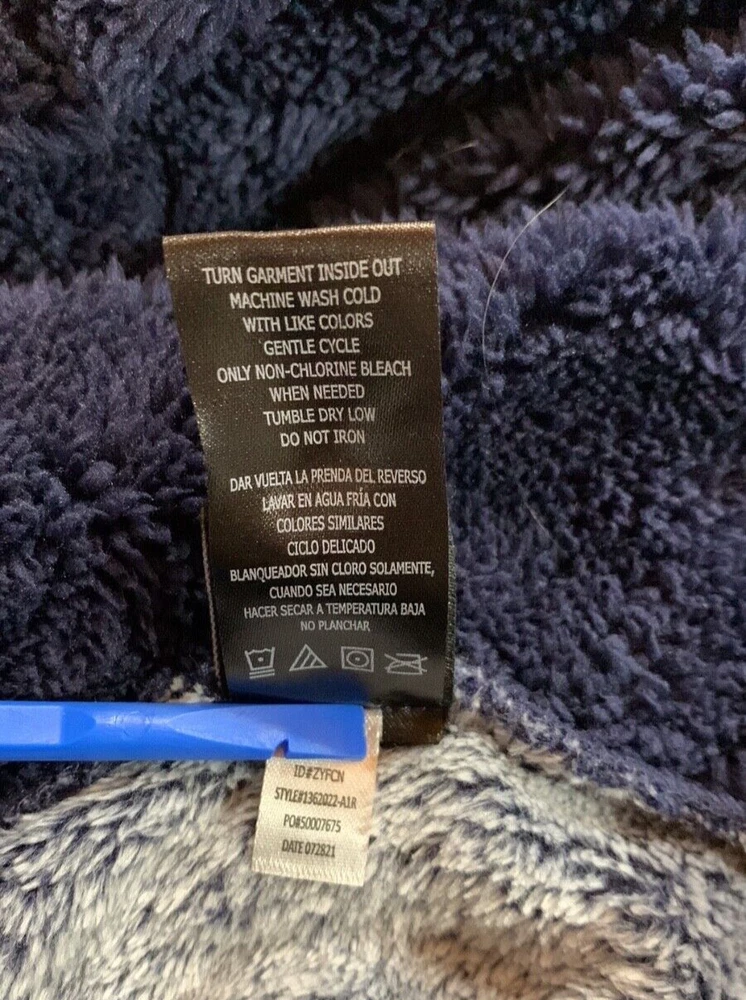 TURN GARMENT INSIDE OUT
MACHINE WASH COLD
WITH LIKE COLORS
GENTLE CYCLE
ONLY NON-CHLORINE BLEACH
WHEN NEEDED
TUMBLE DRY LOW
DO NOT IRON
DAR VUELTA LA PRENDA DEL REVERSO
LAVAR EN AGUA FRÍA CON
COLORES SIMILARES
CICLO DELICADO
BLANQUEADOR SIN CLORO SOLAMENTE,
CUANDO SEA NECESARIO
HACER SECAR A TEMPERATURA BAJA
NO PLANCHAR
ID#ZYFCN
STYLE#1362022-A1R
PO#50007675
DATE 072821